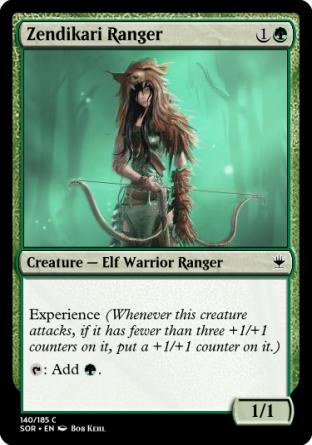 Zendikari Ranger 1
Creature — Elf Warrior Ranger
Experience (Whenever this creature
attacks, if it has fewer than three +1/+1
counters on it, put a +1/+1 counter on it.)
: Add .
1/1
140/185 C
SOR • EN Bob Kehl